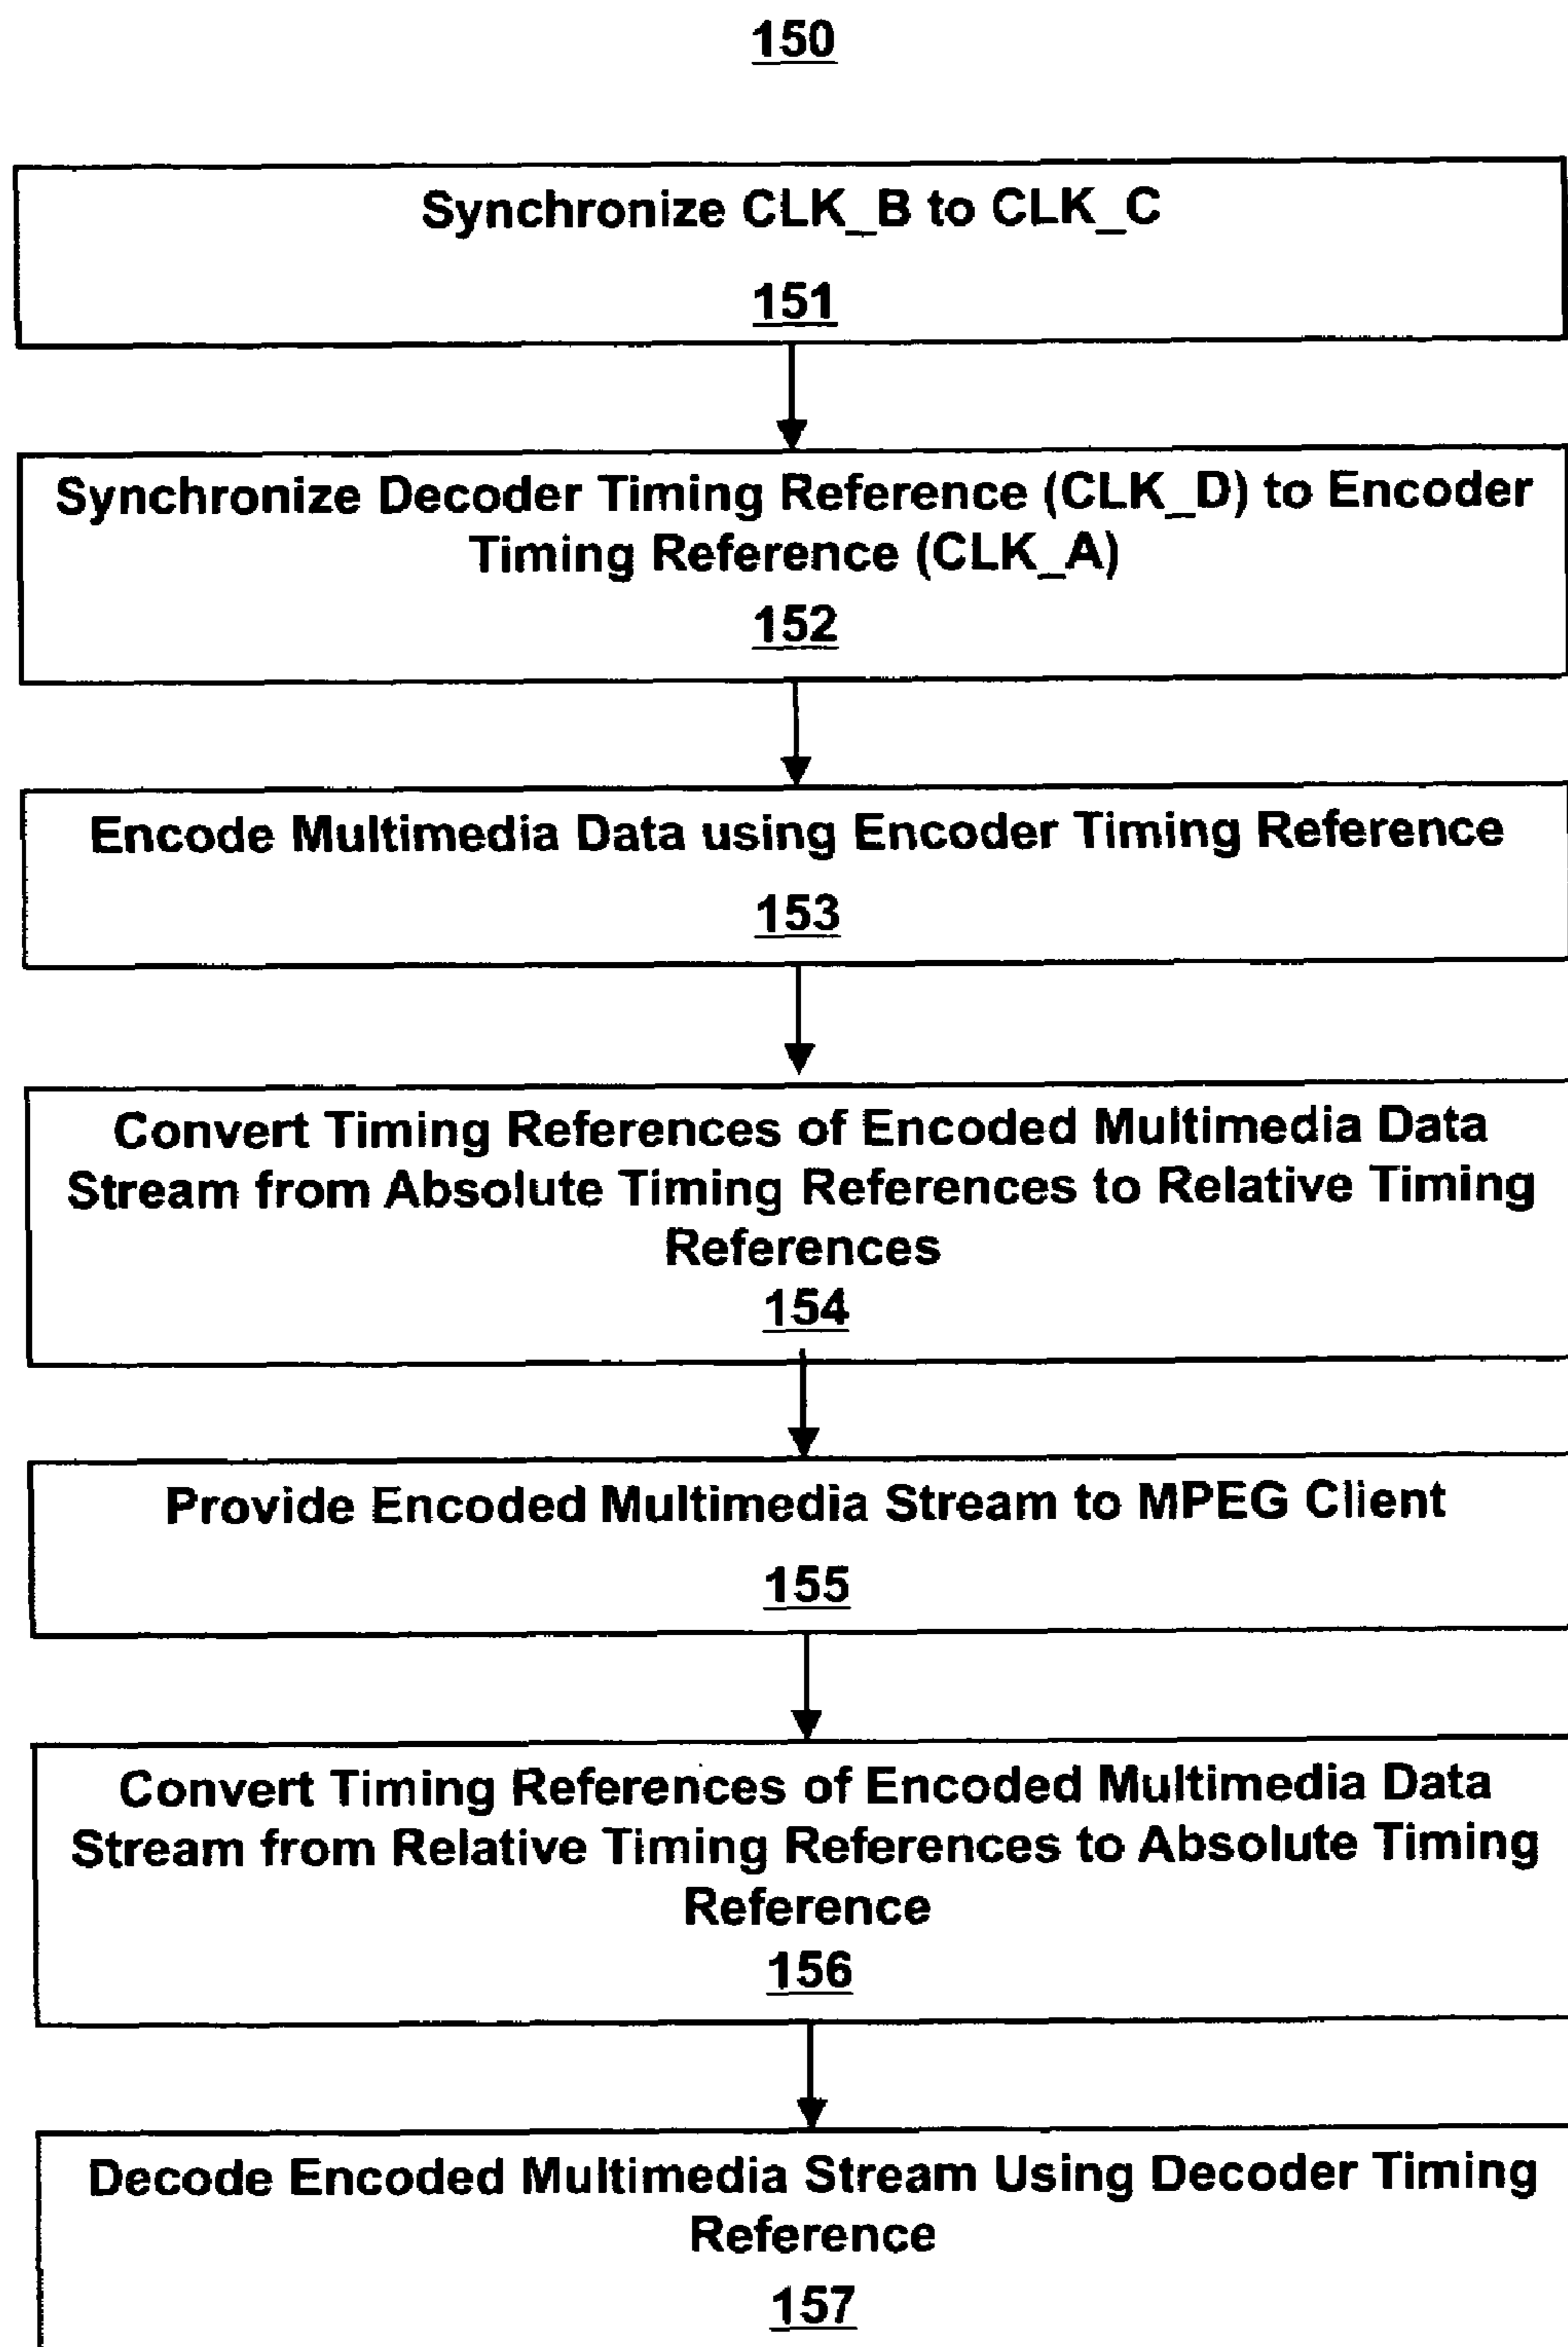 150
Synchronize CLK_B to CLK_C
151
Synchronize Decoder Timing Reference (CLK_D) to Encoder
Timing Reference (CLK_A)
152
Encode Multimedia Data using Encoder Timing Reference
153
Convert Timing References of Encoded Multimedia Data
Stream from Absolute Timing References to Relative Timing
References
154
Provide Encoded Multimedia Stream to MPEG Client
155
Convert Timing References of Encoded Multimedia Data
Stream from Relative Timing References to Absolute Timing
Reference
156
Decode Encoded Multimedia Stream Using Decoder Timing
Reference
157